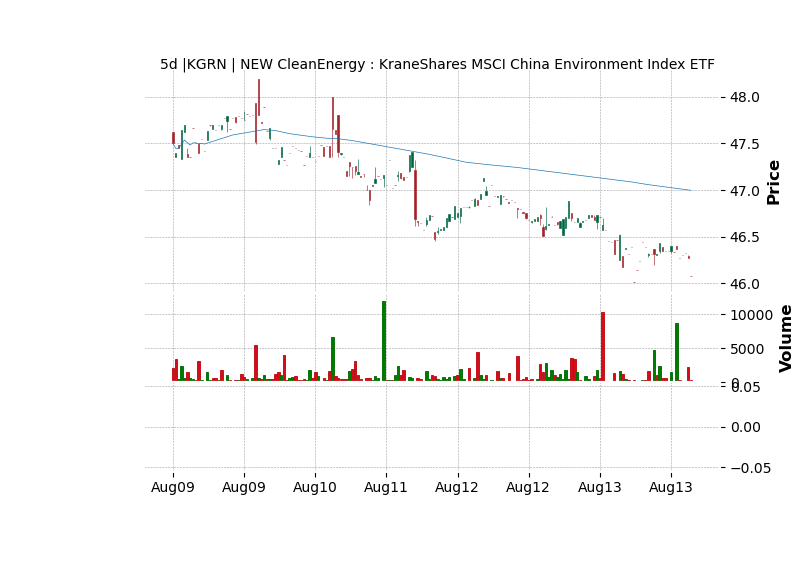 5d |KGRN | NEW CleanEnergy : KraneShares MSCI China Environment Index ETF
48.0
47.5
47.0
46.5
46.0
Price
10000
5000
0
Volume
0.05
0.00
−0.05
Aug09 Aug09 Aug10 Aug11 Aug12 Aug12 Aug13 Aug13